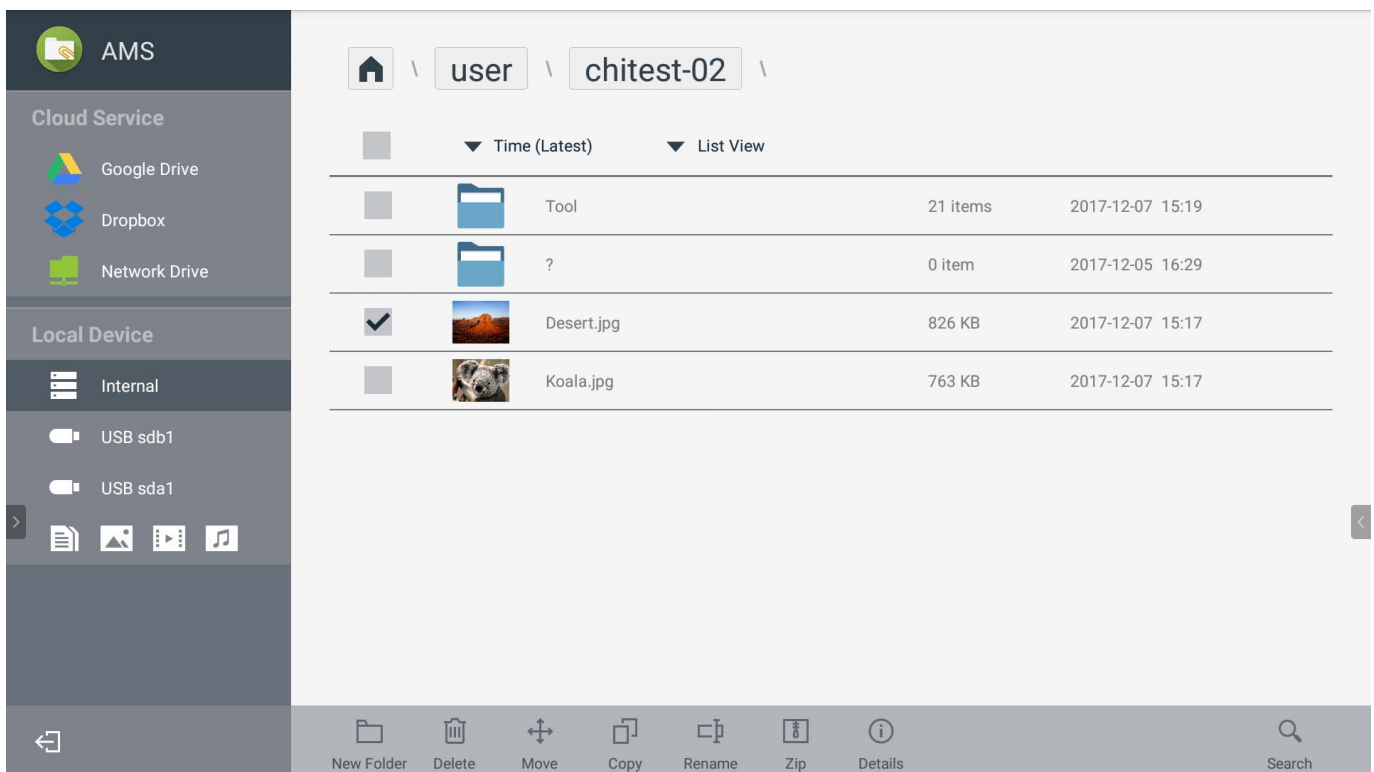 AMS
Cloud Service
Google Drive
Dropbox
Network Drive
Local Device
Internal
USB sdb1
USB sda1
\ user \ chitest-02 \
Time (Latest) List View
Tool 21 items 2017-12-07 15:19
? 0 item 2017-12-05 16:29
Desert.jpg 826 KB 2017-12-07 15:17
Koala.jpg 763 KB 2017-12-07 15:17
New Folder Delete Move Copy Rename Zip Details Search